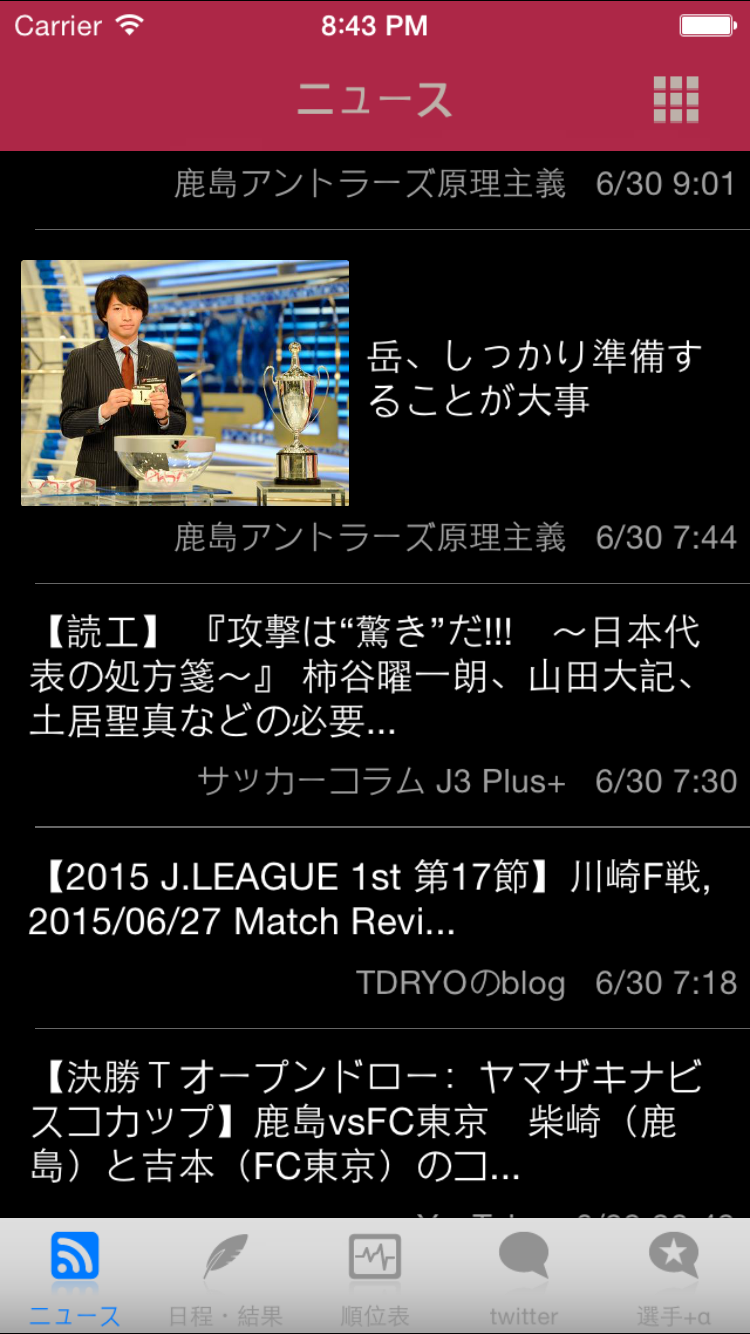 Carrier 8:43 PM
ニュース
鹿島アントラーズ原理主義 6/30 9:01
岳、しっかり準備す
ることが大事
鹿島アントラーズ原理主義 6/30 7:44
【読工】 『攻撃は“驚き”だ!!! ～日本代
表の処方箋～』 柿谷曜一朗、山田大記、
土居聖真などの必要...
サッカーコラム J3 Plus+ 6/30 7:30
【2015 J.LEAGUE 1st 第17節】川崎F戦,
2015/06/27 Match Revi...
TDRYOのblog 6/30 7:18
【決勝Ｔオープンドロー：ヤマザキナビ
スコカップ】鹿島vsFC東京 柴崎（鹿
島）と吉本（FC東京）のコ...
ニュース 日程・結果 順位表 twitter 選手+α